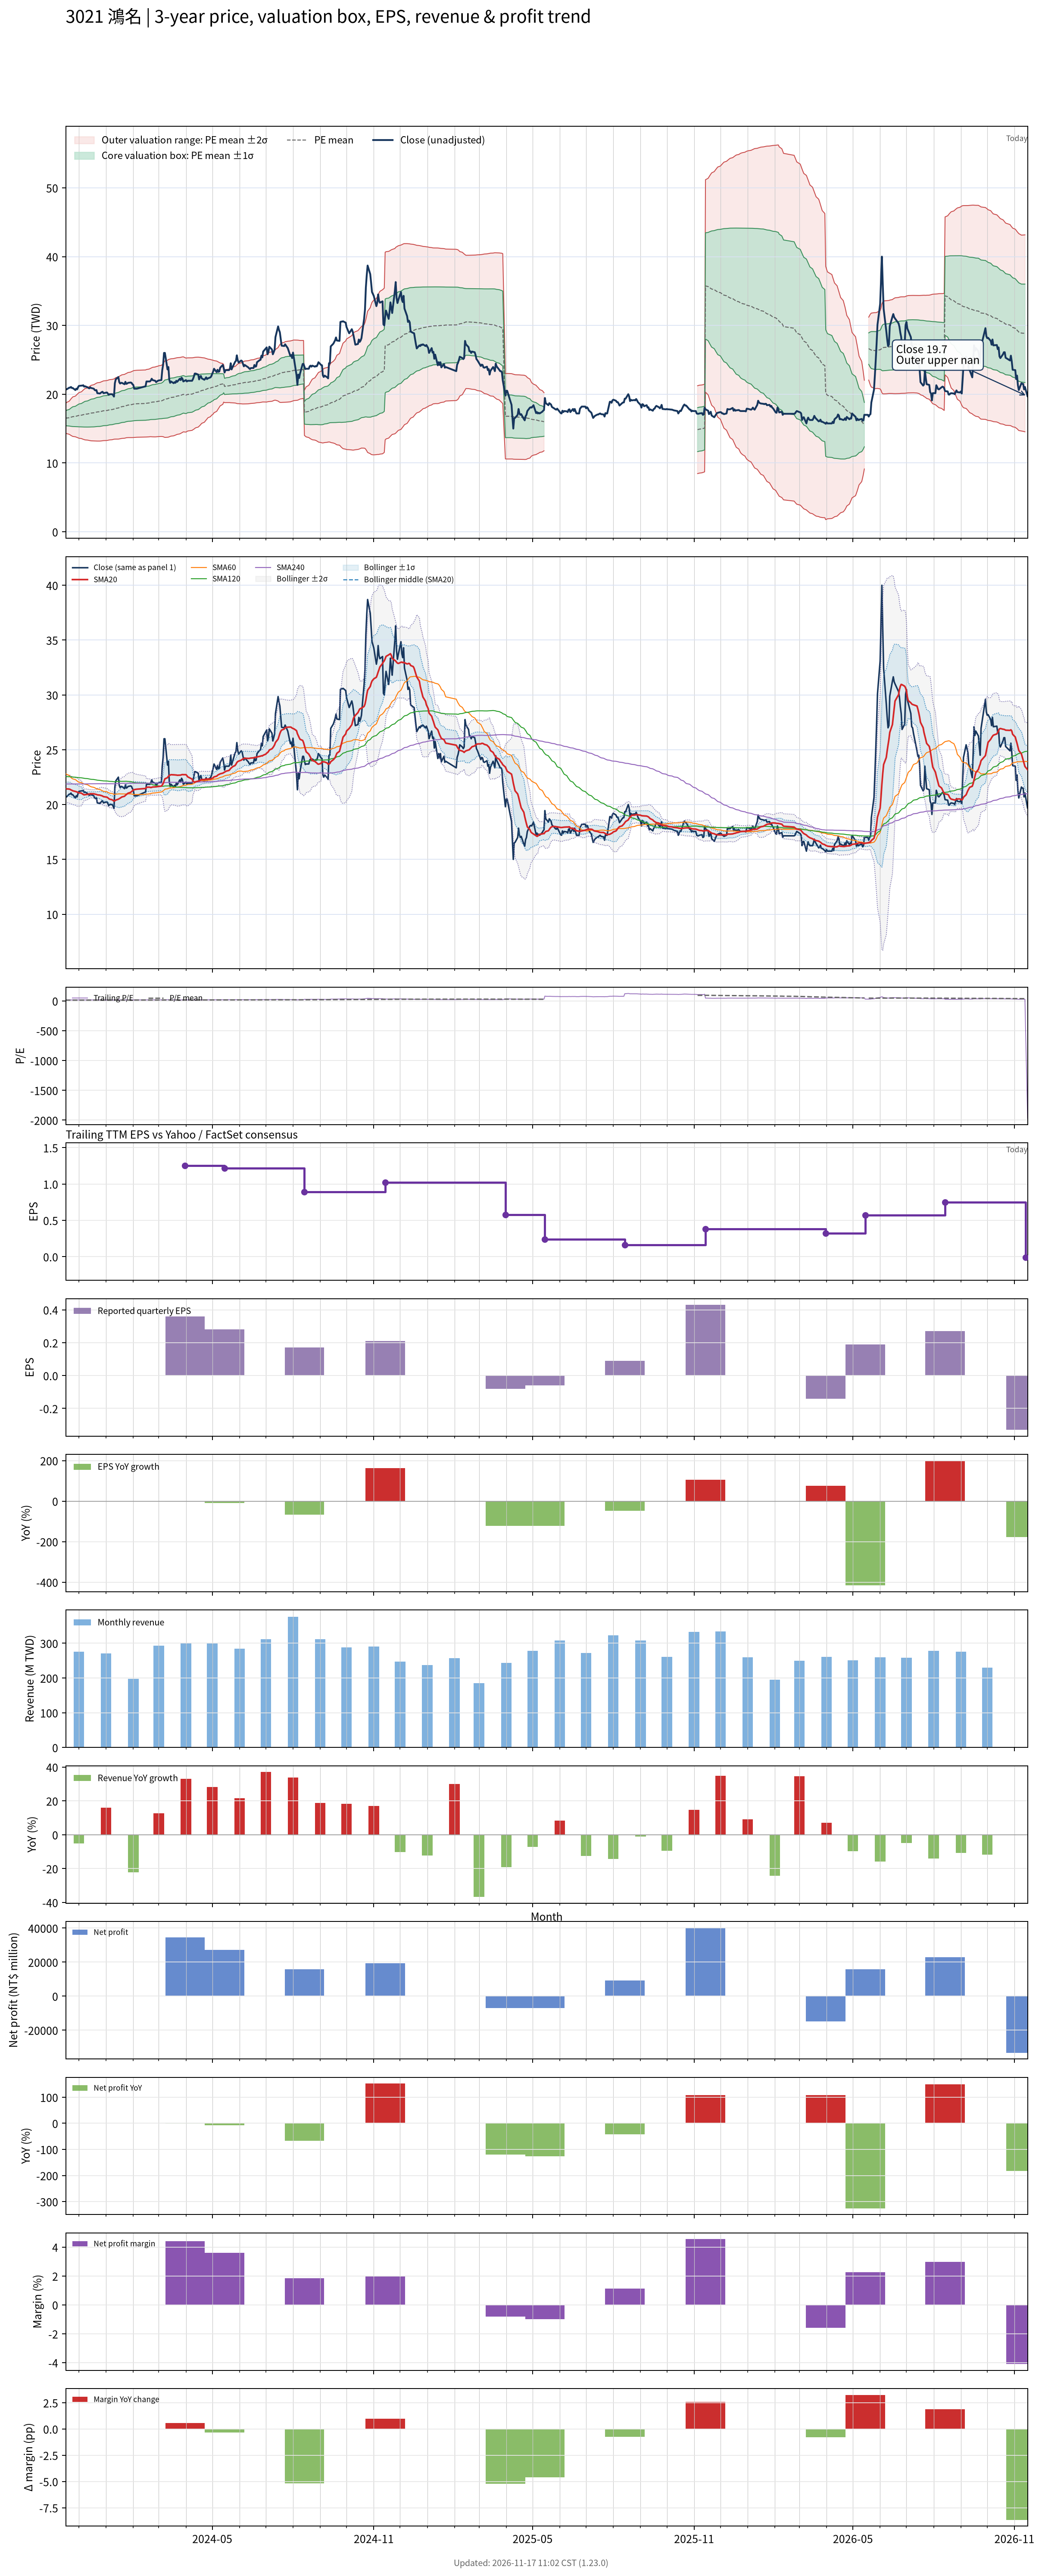 3021 鴻名 | 3-year price, valuation box, EPS, revenue & profit trend
Outer valuation range: PE mean ±2σ
Core valuation box: PE mean ±1σ
PE mean
Close (unadjusted)
Today
Price (TWD)
50
40
30
20
10
0
Close 19.7
Outer upper nan
Close (same as panel 1)
SMA20
SMA60
SMA120
SMA240
Bollinger ±2σ
Bollinger ±1σ
Bollinger middle (SMA20)
Price
40
35
30
25
20
15
10
Trailing P/E
P/E mean
P/E
0
-500
-1000
-1500
-2000
Trailing TTM EPS vs Yahoo / FactSet consensus
Today
EPS
1.5
1.0
0.5
0.0
Reported quarterly EPS
EPS
0.4
0.2
0.0
-0.2
EPS YoY growth
YoY (%)
200
0
-200
-400
Monthly revenue
Revenue (M TWD)
300
200
100
0
Revenue YoY growth
YoY (%)
40
20
0
-20
-40
Month
Net profit
Net profit (NT$ million)
40000
20000
0
-20000
Net profit YoY
YoY (%)
100
0
-100
-200
-300
Net profit margin
Margin (%)
4
2
0
-2
-4
Margin YoY change
Δ margin (pp)
2.5
0.0
-2.5
-5.0
-7.5
2024-05
2024-11
2025-05
2025-11
2026-05
2026-11
Updated: 2026-11-17 11:02 CST (1.23.0)